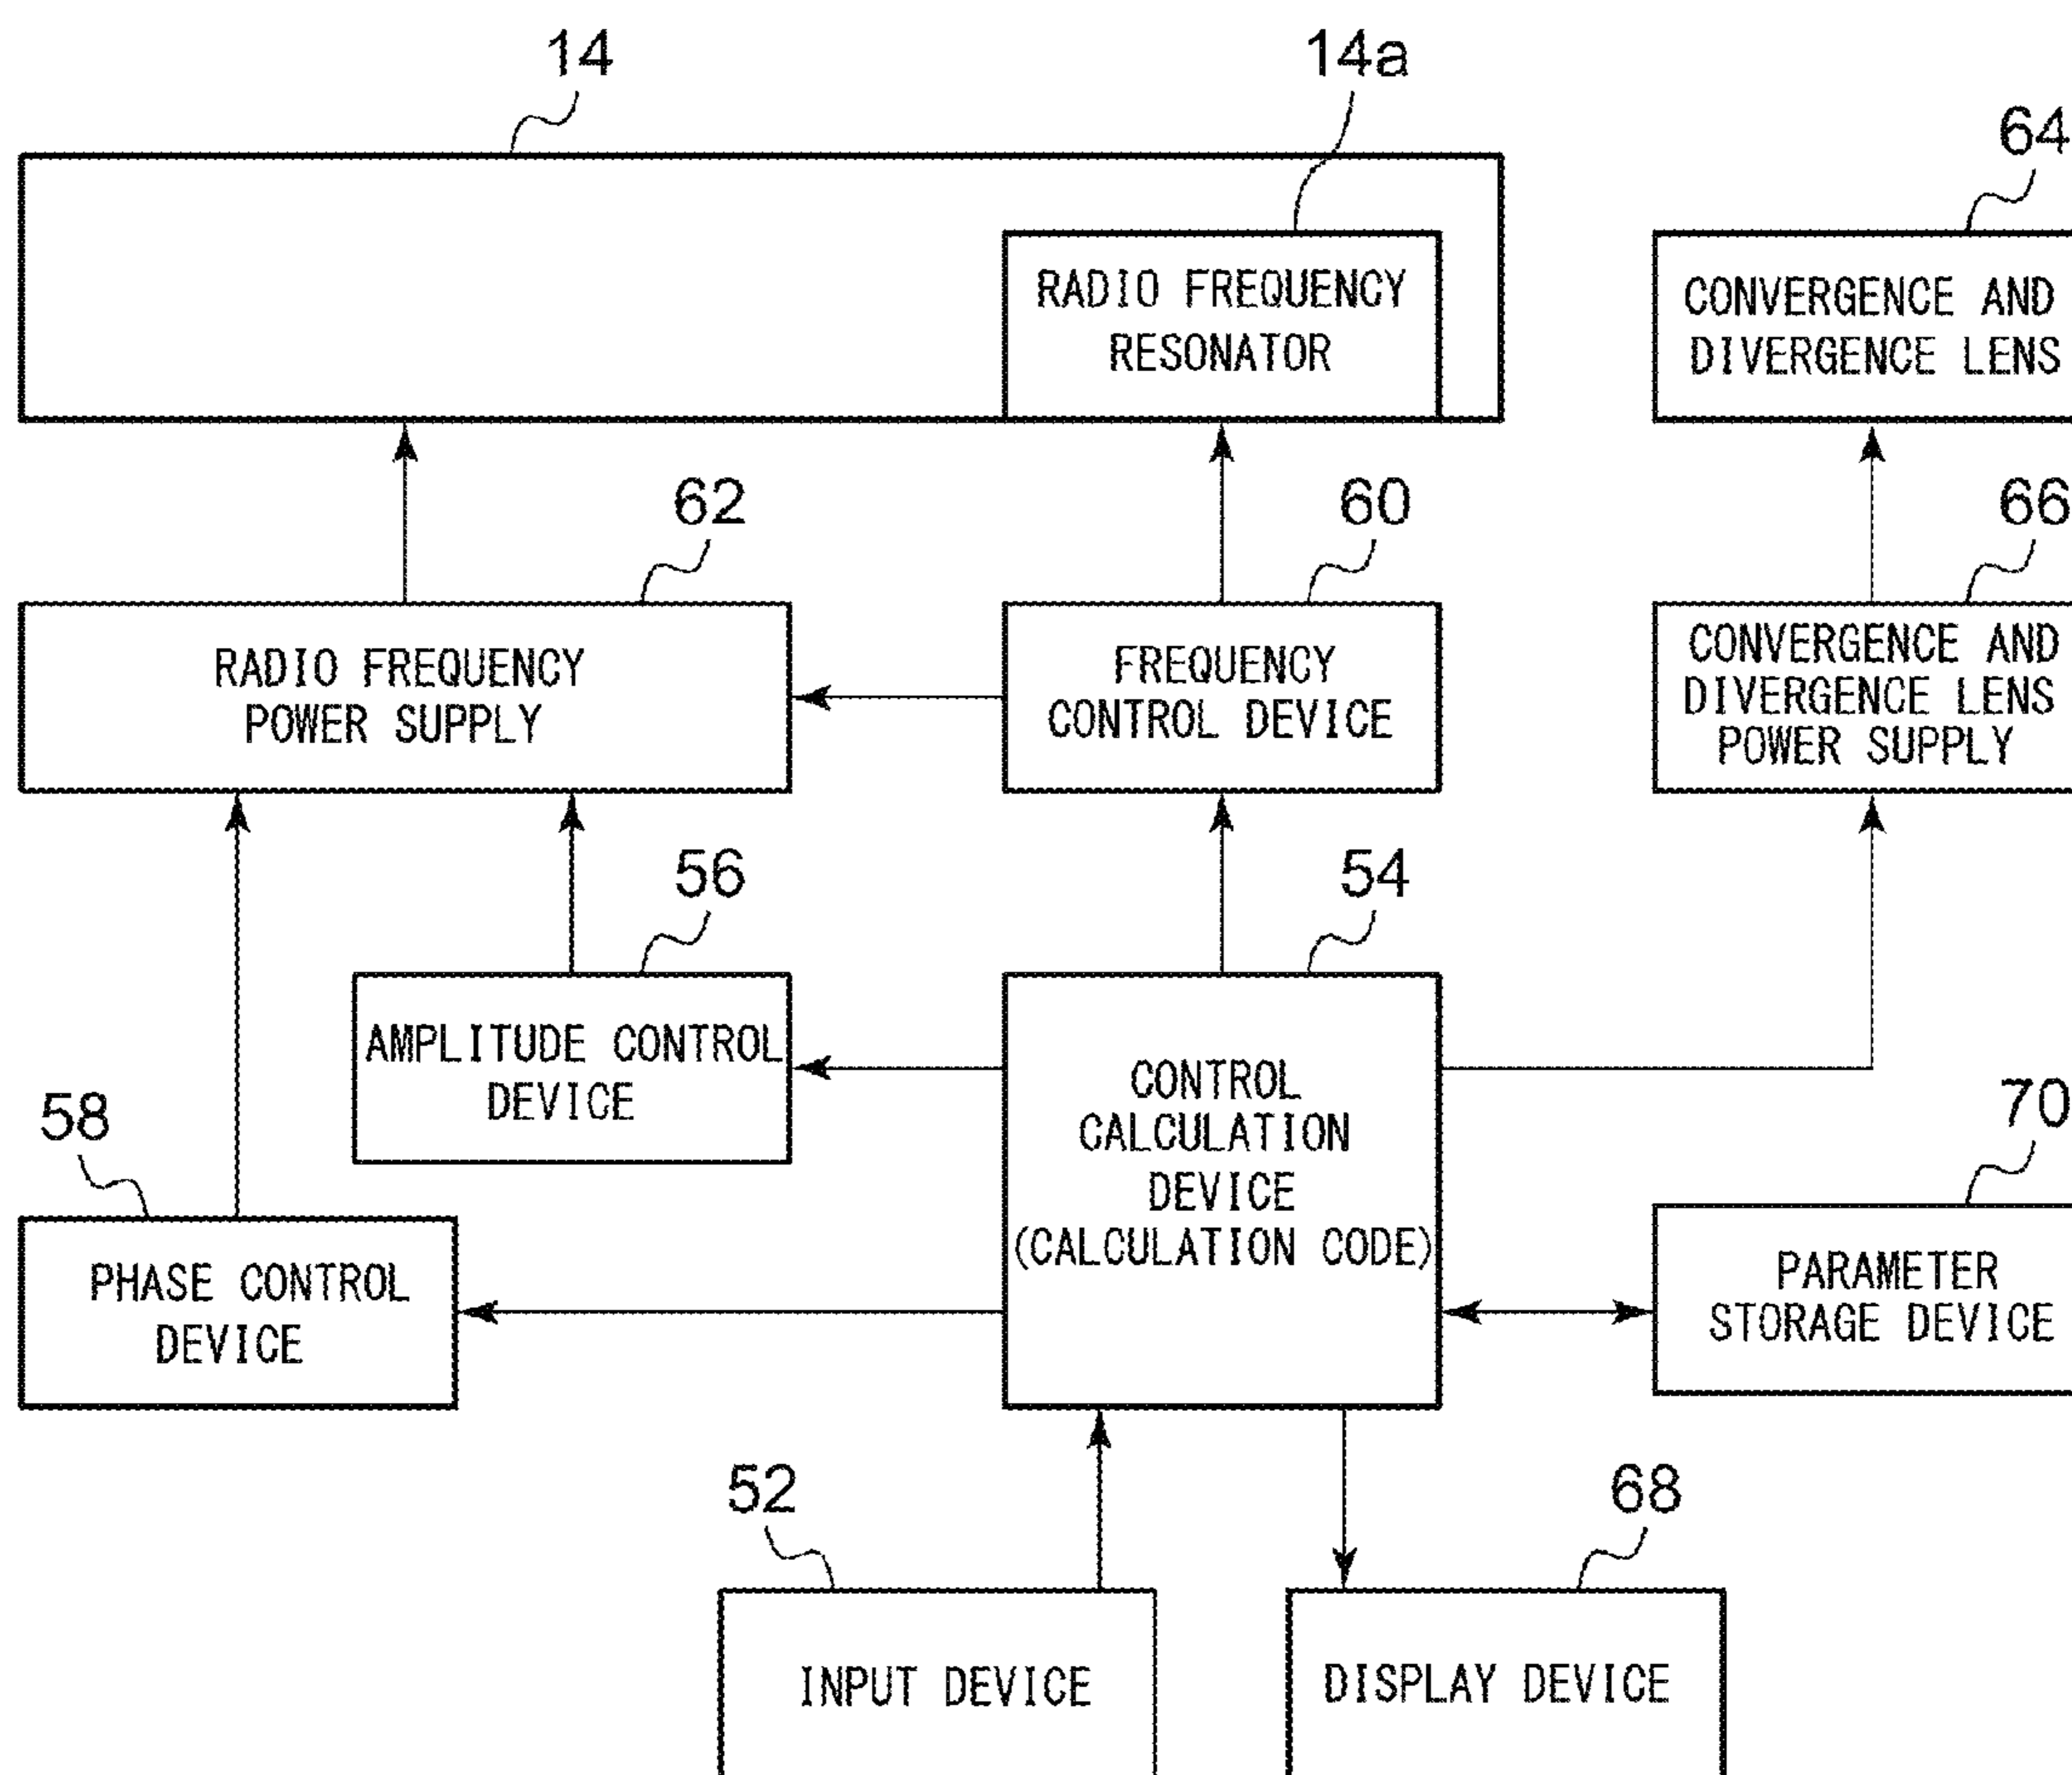 14
14a
64
RADIO FREQUENCY
RESONATOR
CONVERGENCE AND
DIVERGENCE LENS
62
60
66
RADIO FREQUENCY
POWER SUPPLY
FREQUENCY
CONTROL DEVICE
CONVERGENCE AND
DIVERGENCE LENS
POWER SUPPLY
56
54
AMPLITUDE CONTROL
DEVICE
CONTROL
CALCULATION
DEVICE
(CALCULATION CODE)
58
70
PHASE CONTROL
DEVICE
PARAMETER
STORAGE DEVICE
52
68
INPUT DEVICE
DISPLAY DEVICE